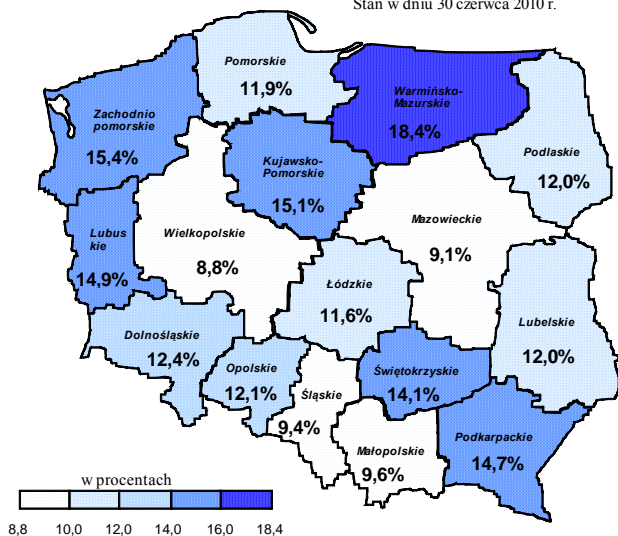 Stan w dniu 30 czerwca 2010 r.
Pomorskie
11,9%
Warmińsko-
Mazurskie
18,4%
Zachodnio
pomorskie
15,4%
Kujawsko-
Pomorskie
15,1%
Podlaskie
12,0%
Lubus
kie
14,9%
Wielkopolskie
8,8%
Mazowieckie
9,1%
Łódzkie
11,6%
Lubelskie
12,0%
Dolnośląskie
12,4%
Opolskie
12,1%
Śląskie
9,4%
Świętokrzyskie
14,1%
Małopolskie
9,6%
Podkarpackie
14,7%
w procentach
8,8 10,0 12,0 14,0 16,0 18,4